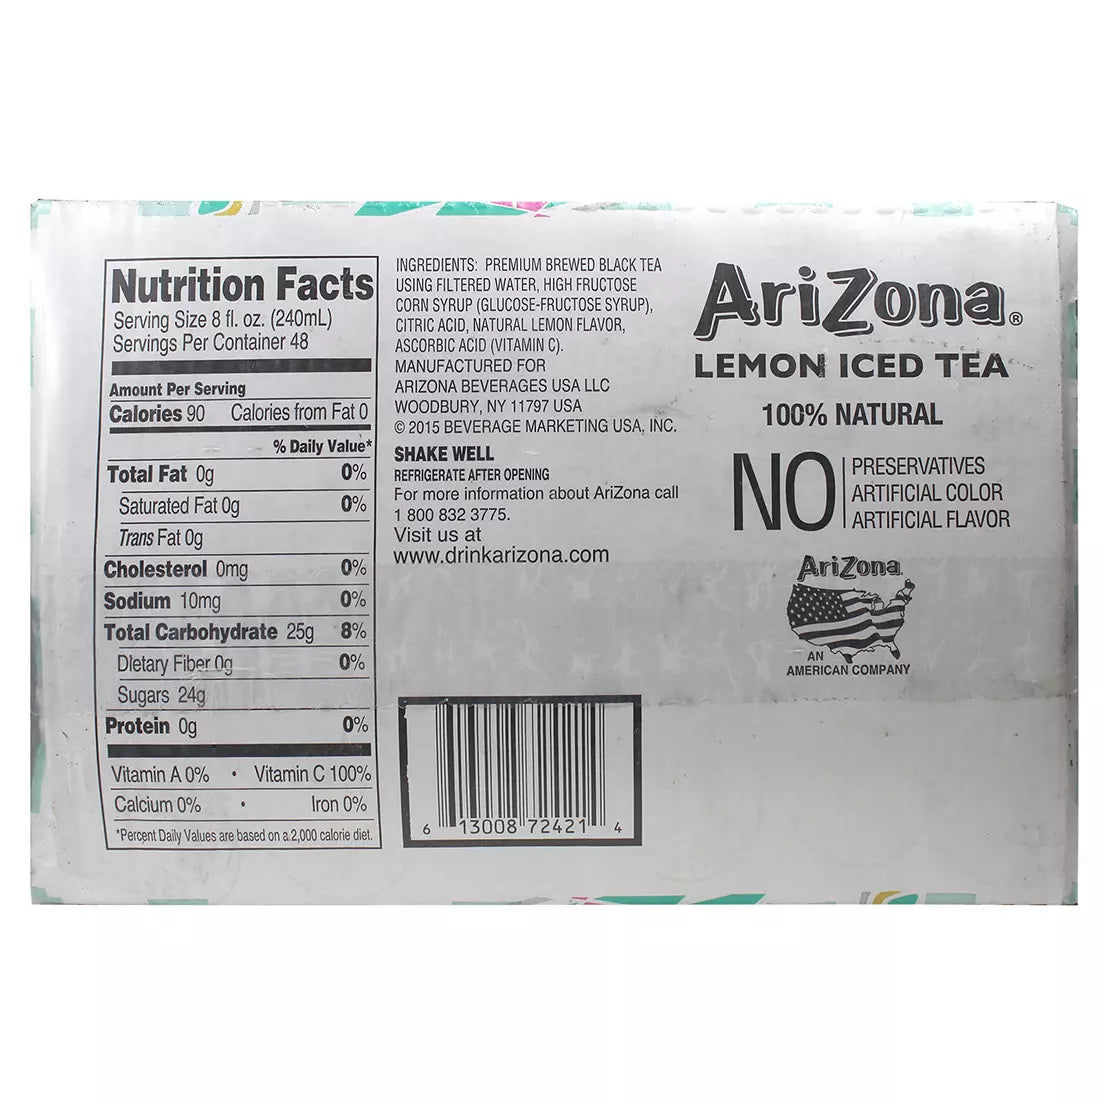 Nutrition Facts
Serving Size 8 fl. oz. (240mL)
Servings Per Container 48
Amount Per Serving
Calories 90 Calories from Fat 0
% Daily Value*
Total Fat 0g 0%
Saturated Fat 0g 0%
Trans Fat 0g
Cholesterol 0mg 0%
Sodium 10mg 0%
Total Carbohydrate 25g 8%
Dietary Fiber 0g 0%
Sugars 24g
Protein 0g 0%
Vitamin A 0% • Vitamin C 100%
Calcium 0% • Iron 0%
*Percent Daily Values are based on a 2,000 calorie diet.
INGREDIENTS: PREMIUM BREWED BLACK TEA
USING FILTERED WATER, HIGH FRUCTOSE
CORN SYRUP (GLUCOSE-FRUCTOSE SYRUP),
CITRIC ACID, NATURAL LEMON FLAVOR,
ASCORBIC ACID (VITAMIN C).
MANUFACTURED FOR
ARIZONA BEVERAGES USA LLC
WOODBURY, NY 11797 USA
© 2015 BEVERAGE MARKETING USA, INC.
SHAKE WELL
REFRIGERATE AFTER OPENING
For more information about AriZona call
1 800 832 3775.
Visit us at
www.drinkarizona.com
6 13008 72421 4
AriZona®
LEMON ICED TEA
100% NATURAL
NO
PRESERVATIVES
ARTIFICIAL COLOR
ARTIFICIAL FLAVOR
AriZona
AN
AMERICAN COMPANY